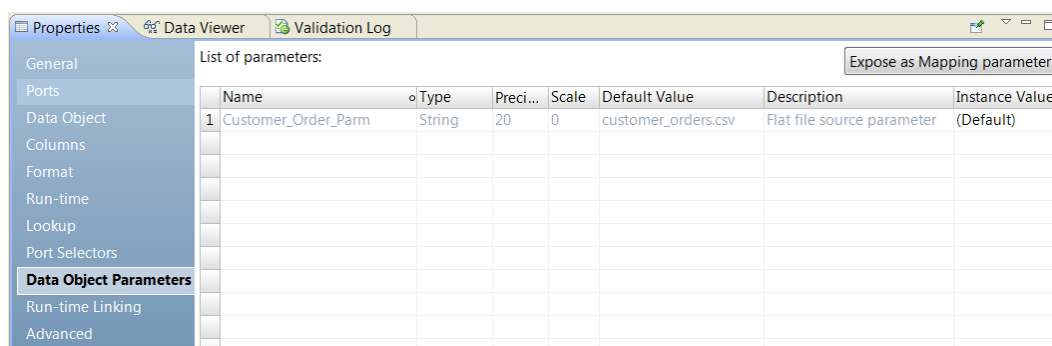 Properties Data Viewer Validation Log
General
Ports
Data Object
Columns
Format
Run-time
Lookup
Port Selectors
Data Object Parameters
Run-time Linking
Advanced
List of parameters:
Expose as Mapping parameter
Name Type Preci... Scale Default Value Description Instance Value
1 Customer_Order_Parm String 20 0 customer_orders.csv Flat file source parameter (Default)